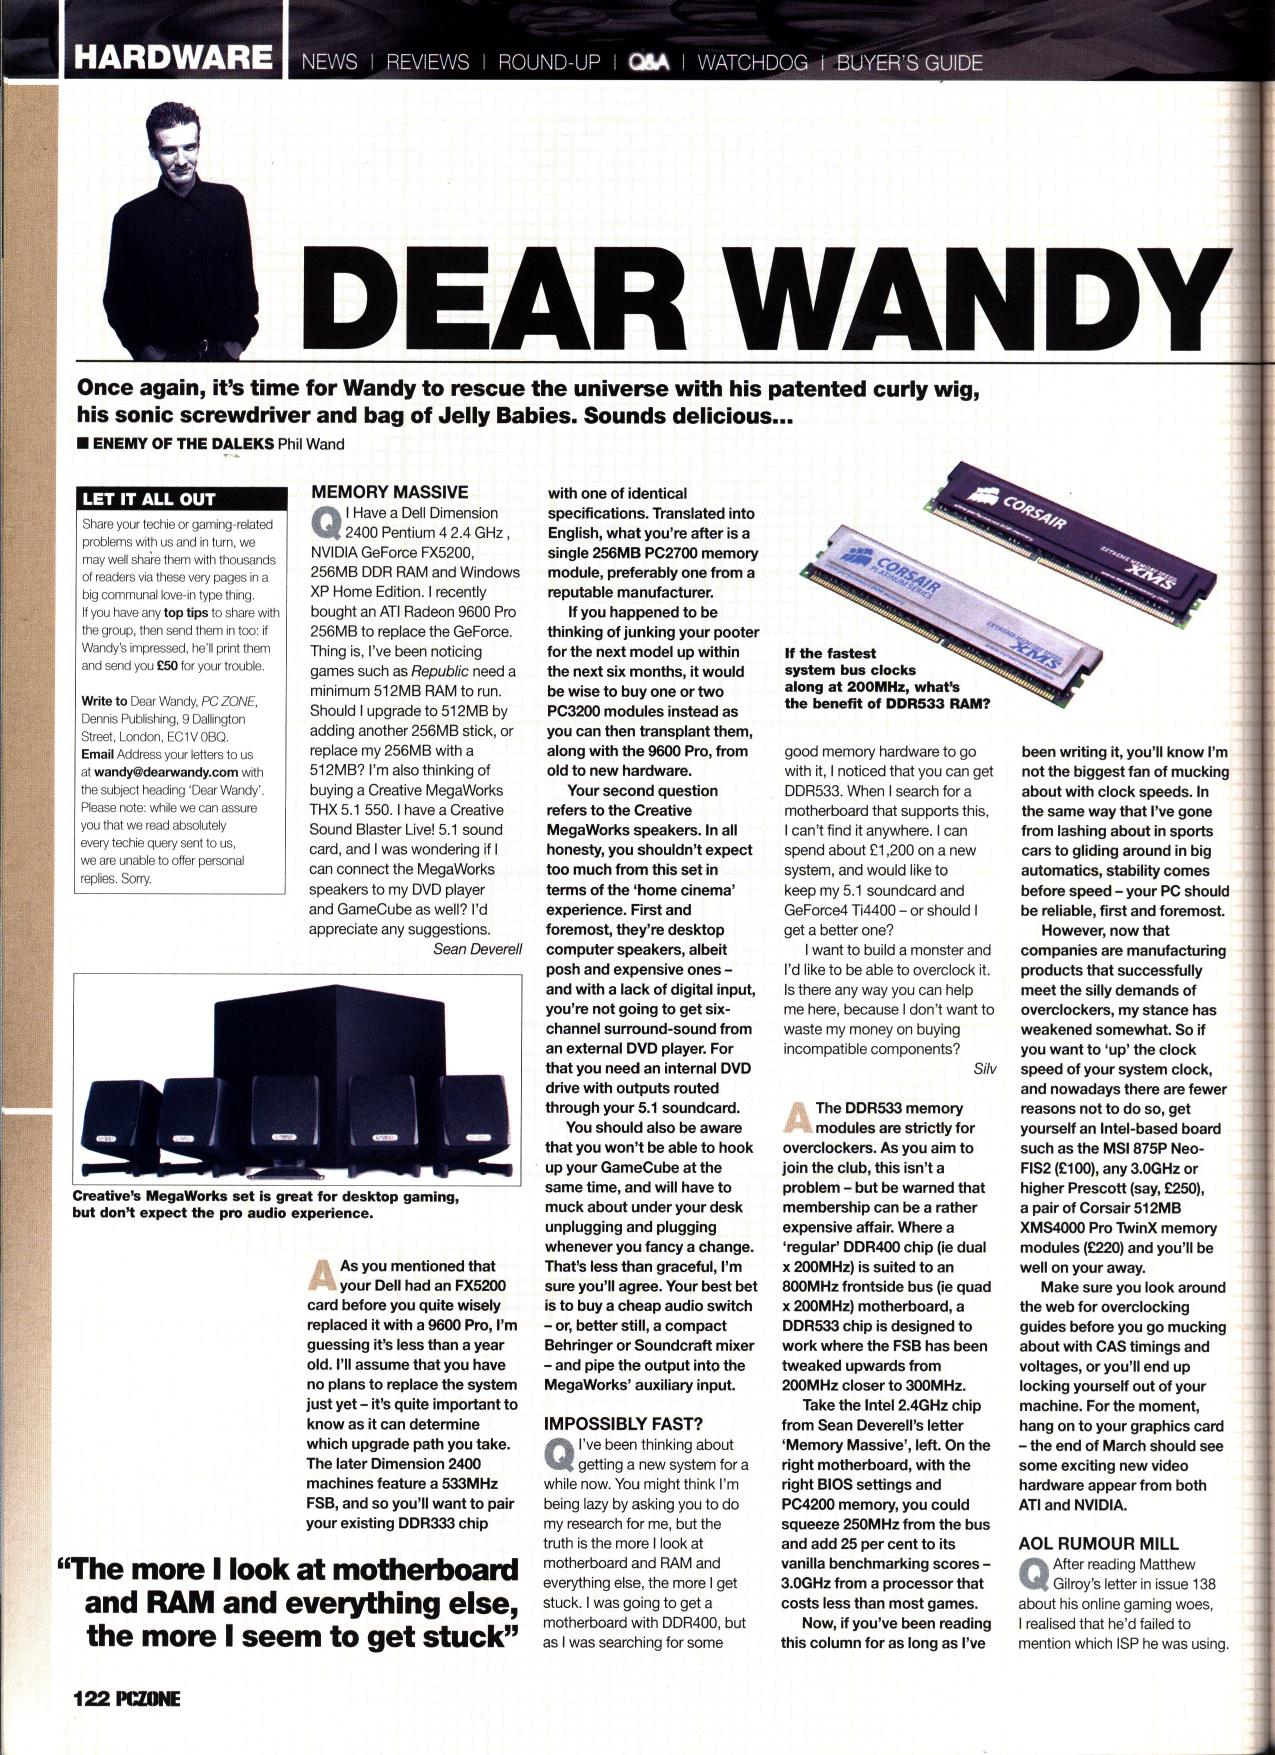 HARDWARE
NEWS | REVIEWS | ROUND-UP | Q&A | WATCHDOG | BUYER'S GUIDE
DEAR WANDY
Once again, it's time for Wandy to rescue the universe with his patented curly wig,
his sonic screwdriver and bag of Jelly Babies. Sounds delicious...
■ ENEMY OF THE DALEKS Phil Wand
LET IT ALL OUT
Share your techie or gaming-related
problems with us and in turn, we
may well share them with thousands
of readers via these very pages in a
big communal love-in type thing.
If you have any top tips to share with
the group, then send them in too: if
Wandy's impressed, he'll print them
and send you £50 for your trouble.
Write to Dear Wandy, PC ZONE,
Dennis Publishing, 9 Dallington
Street, London, EC1V 0BQ.
Email Address your letters to us
at wandy@dearwandy.com with
the subject heading 'Dear Wandy'.
Please note: while we can assure
you that we read absolutely
every techie query sent to us,
we are unable to offer personal
replies. Sorry.
MEMORY MASSIVE
Q I Have a Dell Dimension
2400 Pentium 4 2.4 GHz ,
NVIDIA GeForce FX5200,
256MB DDR RAM and Windows
XP Home Edition. I recently
bought an ATI Radeon 9600 Pro
256MB to replace the GeForce.
Thing is, I've been noticing
games such as Republic need a
minimum 512MB RAM to run.
Should I upgrade to 512MB by
adding another 256MB stick, or
replace my 256MB with a
512MB? I'm also thinking of
buying a Creative MegaWorks
THX 5.1 550. I have a Creative
Sound Blaster Live! 5.1 sound
card, and I was wondering if I
can connect the MegaWorks
speakers to my DVD player
and GameCube as well? I'd
appreciate any suggestions.
Sean Deverell
Creative's MegaWorks set is great for desktop gaming,
but don't expect the pro audio experience.
A As you mentioned that
your Dell had an FX5200
card before you quite wisely
replaced it with a 9600 Pro, I'm
guessing it's less than a year
old. I'll assume that you have
no plans to replace the system
just yet – it's quite important to
know as it can determine
which upgrade path you take.
The later Dimension 2400
machines feature a 533MHz
FSB, and so you'll want to pair
your existing DDR333 chip
"The more I look at motherboard
and RAM and everything else,
the more I seem to get stuck"
with one of identical
specifications. Translated into
English, what you're after is a
single 256MB PC2700 memory
module, preferably one from a
reputable manufacturer.
If you happened to be
thinking of junking your pooter
for the next model up within
the next six months, it would
be wise to buy one or two
PC3200 modules instead as
you can then transplant them,
along with the 9600 Pro, from
old to new hardware.
Your second question
refers to the Creative
MegaWorks speakers. In all
honesty, you shouldn't expect
too much from this set in
terms of the 'home cinema'
experience. First and
foremost, they're desktop
computer speakers, albeit
posh and expensive ones –
and with a lack of digital input,
you're not going to get six-
channel surround-sound from
an external DVD player. For
that you need an internal DVD
drive with outputs routed
through your 5.1 soundcard.
You should also be aware
that you won't be able to hook
up your GameCube at the
same time, and will have to
muck about under your desk
unplugging and plugging
whenever you fancy a change.
That's less than graceful, I'm
sure you'll agree. Your best bet
is to buy a cheap audio switch
– or, better still, a compact
Behringer or Soundcraft mixer
– and pipe the output into the
MegaWorks' auxiliary input.
IMPOSSIBLY FAST?
Q I've been thinking about
getting a new system for a
while now. You might think I'm
being lazy by asking you to do
my research for me, but the
truth is the more I look at
motherboard and RAM and
everything else, the more I get
stuck. I was going to get a
motherboard with DDR400, but
as I was searching for some
CORSAIR
EXTREME MEMORY SPEED
XMS
CORSAIR
PLATINUM SERIES
EXTREME MEMORY SPEED
XMS
If the fastest
system bus clocks
along at 200MHz, what's
the benefit of DDR533 RAM?
good memory hardware to go
with it, I noticed that you can get
DDR533. When I search for a
motherboard that supports this,
I can't find it anywhere. I can
spend about £1,200 on a new
system, and would like to
keep my 5.1 soundcard and
GeForce4 Ti4400 – or should I
get a better one?
I want to build a monster and
I'd like to be able to overclock it.
Is there any way you can help
me here, because I don't want to
waste my money on buying
incompatible components?
Silv
A The DDR533 memory
modules are strictly for
overclockers. As you aim to
join the club, this isn't a
problem – but be warned that
membership can be a rather
expensive affair. Where a
'regular' DDR400 chip (ie dual
x 200MHz) is suited to an
800MHz frontside bus (ie quad
x 200MHz) motherboard, a
DDR533 chip is designed to
work where the FSB has been
tweaked upwards from
200MHz closer to 300MHz.
Take the Intel 2.4GHz chip
from Sean Deverell's letter
'Memory Massive', left. On the
right motherboard, with the
right BIOS settings and
PC4200 memory, you could
squeeze 250MHz from the bus
and add 25 per cent to its
vanilla benchmarking scores –
3.0GHz from a processor that
costs less than most games.
Now, if you've been reading
this column for as long as I've
been writing it, you'll know I'm
not the biggest fan of mucking
about with clock speeds. In
the same way that I've gone
from lashing about in sports
cars to gliding around in big
automatics, stability comes
before speed – your PC should
be reliable, first and foremost.
However, now that
companies are manufacturing
products that successfully
meet the silly demands of
overclockers, my stance has
weakened somewhat. So if
you want to 'up' the clock
speed of your system clock,
and nowadays there are fewer
reasons not to do so, get
yourself an Intel-based board
such as the MSI 875P Neo-
FIS2 (£100), any 3.0GHz or
higher Prescott (say, £250),
a pair of Corsair 512MB
XMS4000 Pro TwinX memory
modules (£220) and you'll be
well on your away.
Make sure you look around
the web for overclocking
guides before you go mucking
about with CAS timings and
voltages, or you'll end up
locking yourself out of your
machine. For the moment,
hang on to your graphics card
– the end of March should see
some exciting new video
hardware appear from both
ATI and NVIDIA.
AOL RUMOUR MILL
Q After reading Matthew
Gilroy's letter in issue 138
about his online gaming woes,
I realised that he'd failed to
mention which ISP he was using.
122 PCZONE